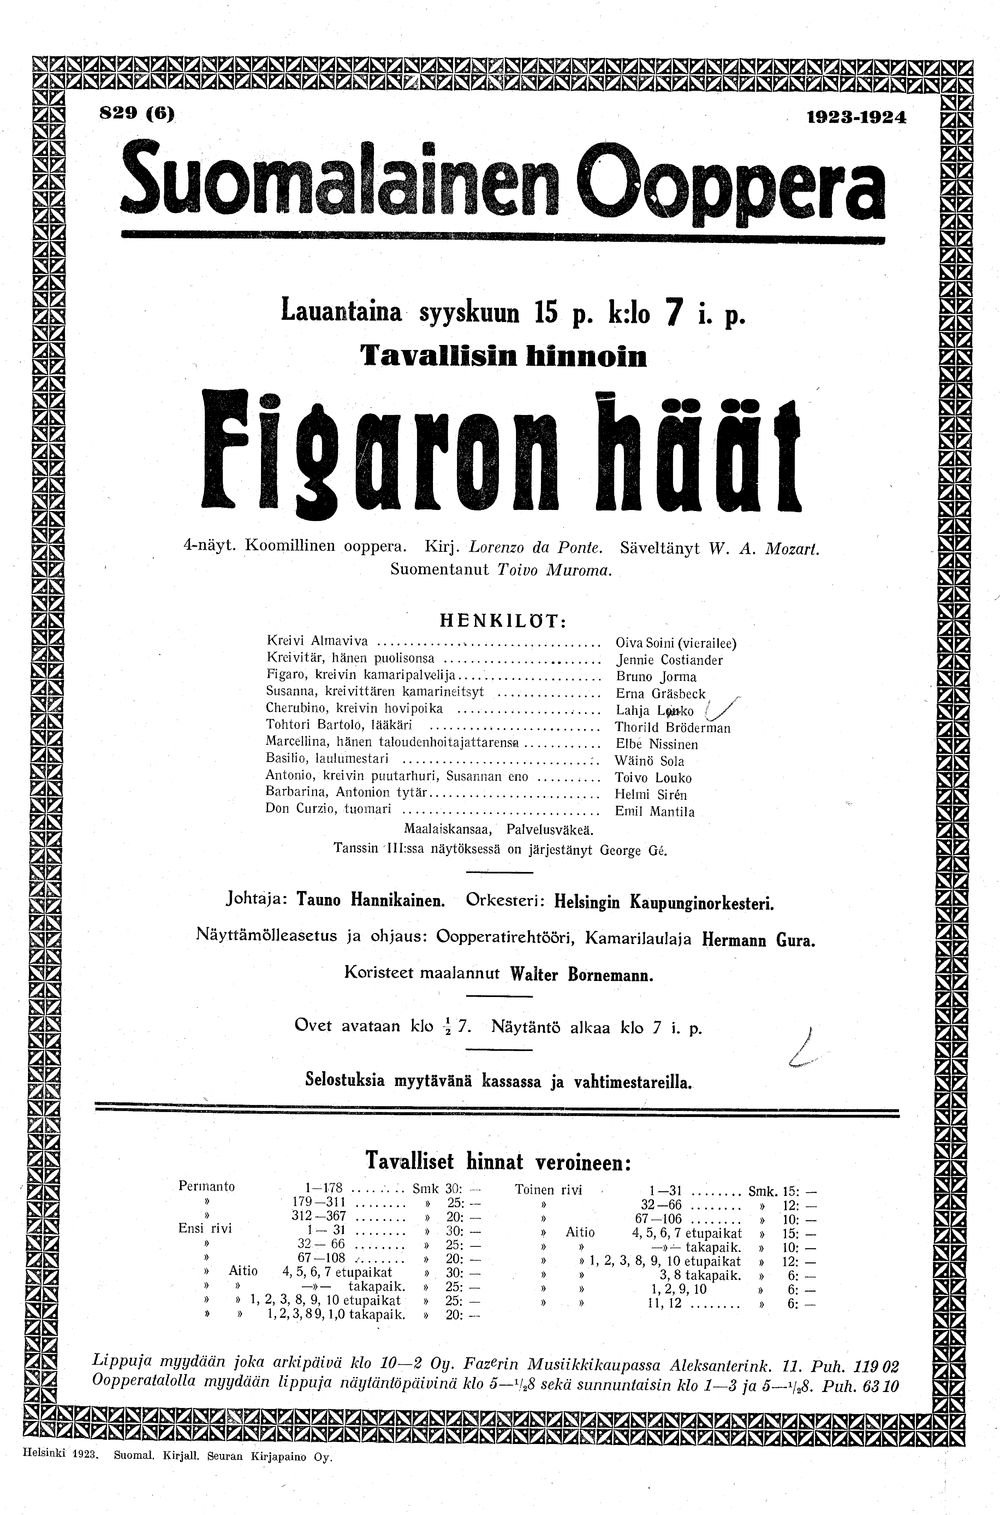 829 (6) 1923-1924
Suomalainen Ooppera
Lauantaina syyskuun 15 p. k:lo 7 i. p.
Tavallisin hinnoin
Figaron häät
4-näyt. Koomillinen ooppera. Kirj. Lorenzo da Ponte. Säveltänyt W. A. Mozart.
Suomentanut Toivo Muroma.
HENKILÖT:
Kreivi Almaviva .................................. Oiva Soini (vierailee)
Kreivitär, hänen puolisonsa ........................ Jennie Costiander
Figaro, kreivin kamaripalvelija...................... Bruno Jorma
Susanna, kreivittären kamarineitsyt ................ Erna Gräsbeck
Cherubino, kreivin hovipoika ...................... Lahja
Tohtori Bartolo, lääkäri .......................... Thorild Bröderman
Marcellina, hänen taloudenhoitajattarensa ............ Elbe Nissinen
Basilio, laulumestari .............................. Wäinö Sola
Antonio, kreivin puutarhuri, Susannan eno .......... Toivo Louko
Barbarina, Antonion tytär.......................... Helmi Sirén
Don Curzio, tuomari .............................. Emil Mantila
Maalaiskansaa, Palvelusväkeä.
Tanssin III:ssa näytöksessä on järjestänyt George Gé.
Johtaja: Tauno Hannikainen. Orkesteri: Helsingin Kaupunginorkesteri.
Näyttämölleasetus ja ohjaus: Oopperatirehtööri, Kamarilaulaja Hermann Gura.
Koristeet maalannut Walter Bornemann.
Ovet avataan klo ½ 7. Näytäntö alkaa klo 7 i. p.
Selostuksia myytävänä kassassa ja vahtimestareilla.
Tavalliset hinnat veroineen:
Permanto 1—178 ........ Smk 30: —
» 179—311 ........ » 25: —
» 312—367 ........ » 20: —
Ensi rivi 1— 31 ........ » 30: —
» 32— 66 ........ » 25: —
» 67—108 ........ » 20: —
» Aitio 4, 5, 6, 7 etupaikat » 30: —
» » —»— takapaik. » 25: —
» » 1, 2, 3, 8, 9, 10 etupaikat » 25: —
» » 1,2,3,89,1,0 takapaik. » 20: —
Toinen rivi 1—31 ........ Smk. 15: —
» 32—66 ........ » 12: —
» 67—106 ........ » 10: —
» Aitio 4, 5, 6, 7 etupaikat » 15: —
» » —»— takapaik. » 10: —
» » 1, 2, 3, 8, 9, 10 etupaikat » 12: —
» » 3, 8 takapaik. » 6: —
» » 1, 2, 9, 10 » 6: —
» » 11, 12 ........ » 6: —
Lippuja myydään joka arkipäivä klo 10—2 Oy. Fazerin Musiikkikaupassa Aleksanterink. 11. Puh. 119 02
Oopperatalolla myydään lippuja näytäntöpäivinä klo 5—½8 sekä sunnuntaisin klo 1—3 ja 5—½8. Puh. 63 10
Helsinki 1923. Suomal. Kirjall. Seuran Kirjapaino Oy.